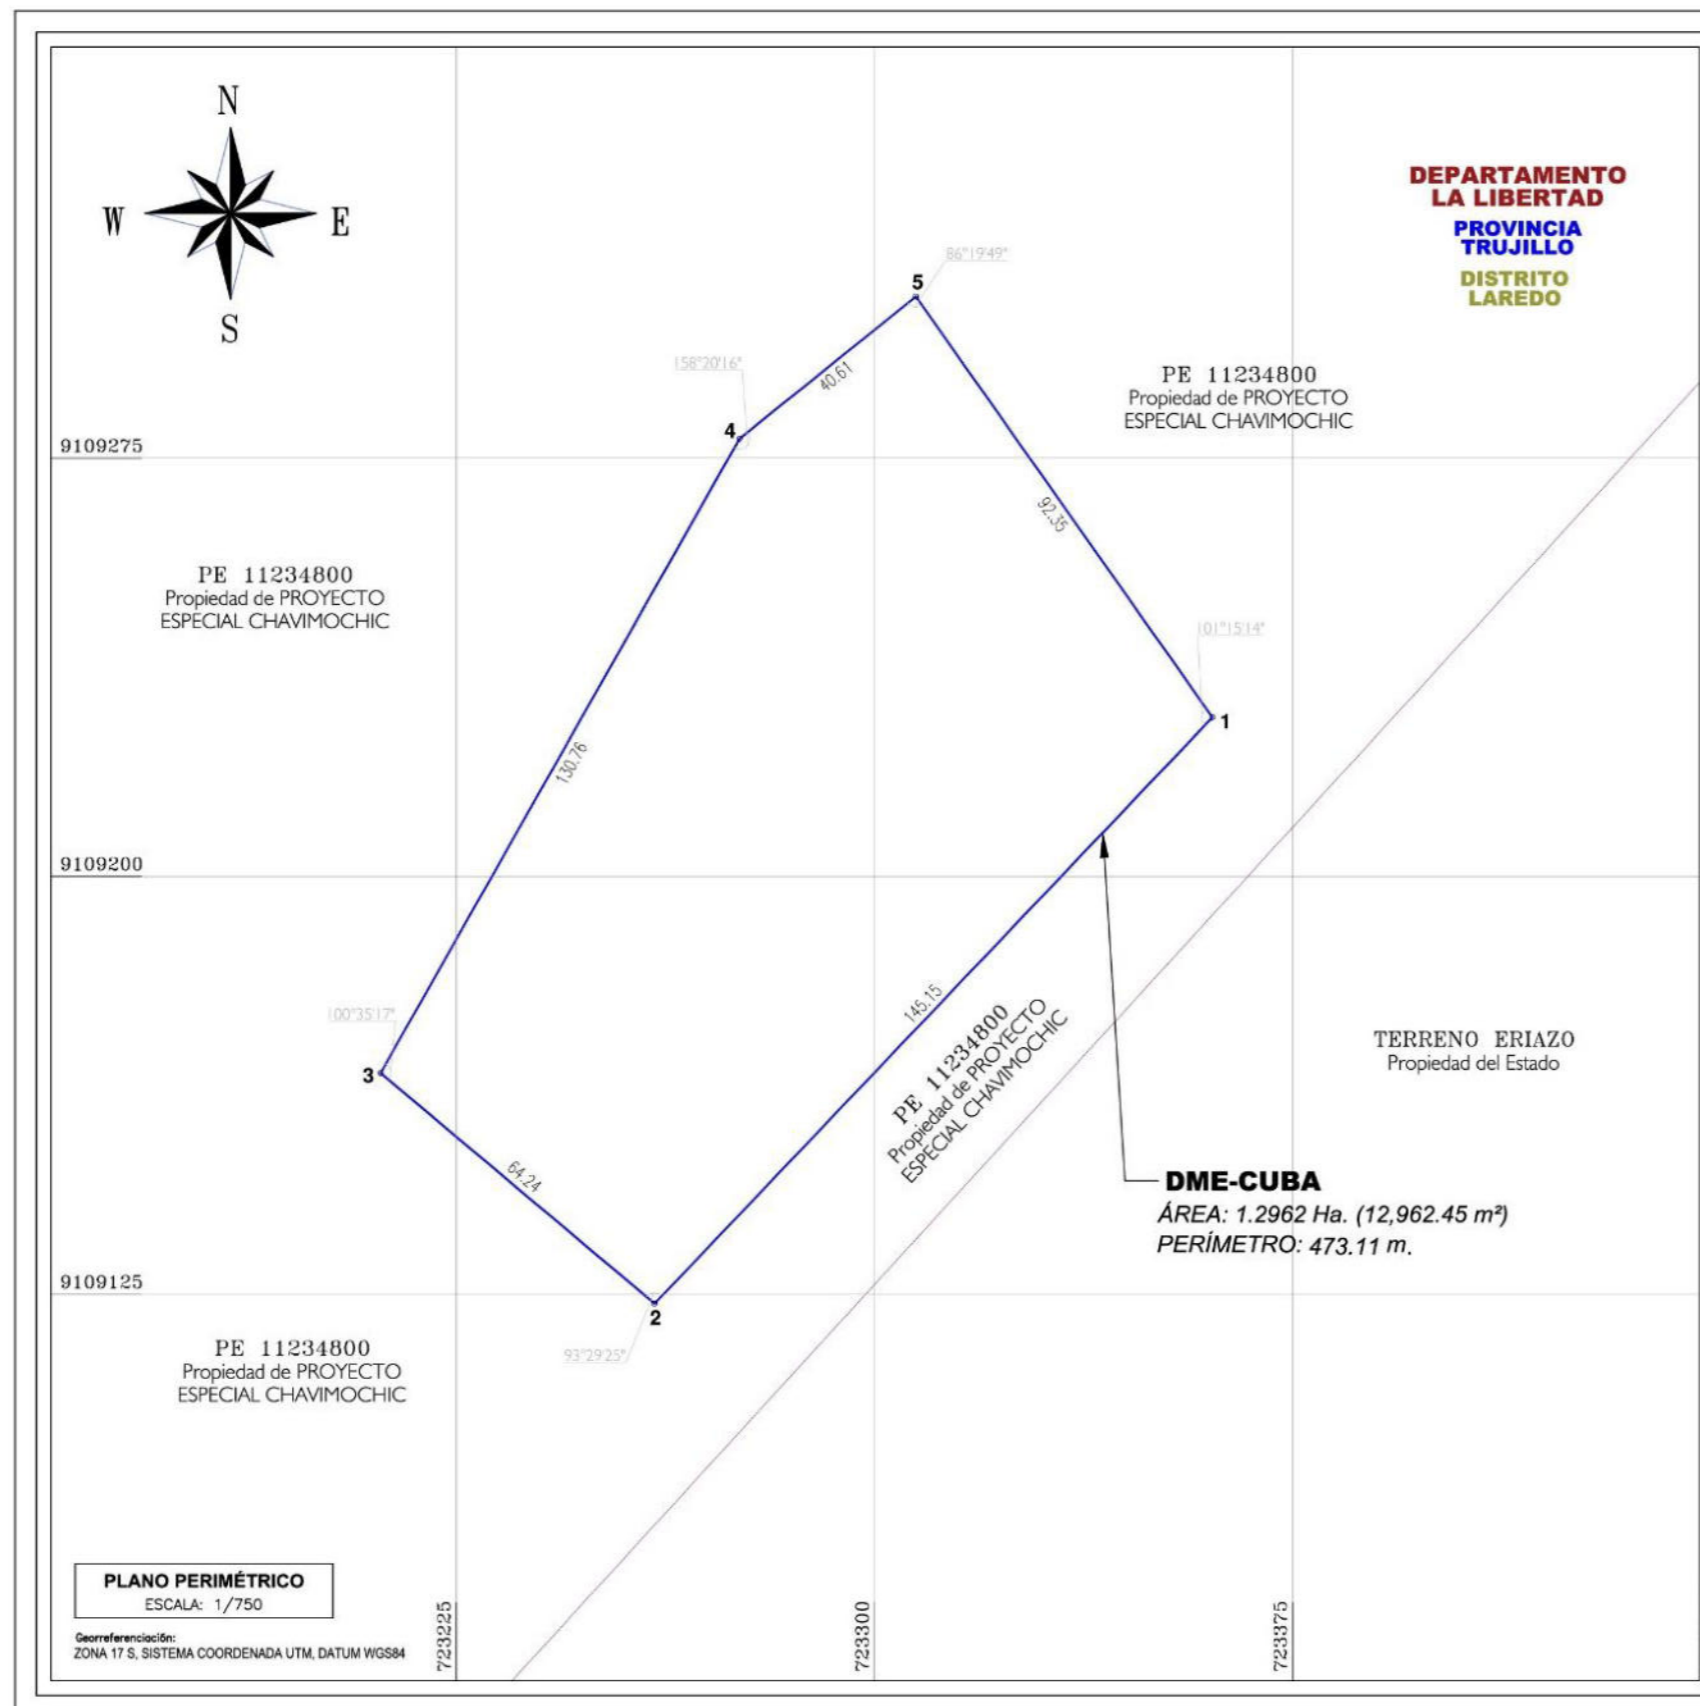 N
W
E
S
DEPARTAMENTO
LA LIBERTAD
PROVINCIA
TRUJILLO
DISTRITO
LAREDO
86°19'49"
5
158°20'16"
40.61
4
PE 11234800
Propiedad de PROYECTO
ESPECIAL CHAVIMOCHIC
9109275
92.35
PE 11234800
Propiedad de PROYECTO
ESPECIAL CHAVIMOCHIC
101°15'14"
1
130.76
9109200
100°35'17"
3
145.15
PE 11234800
Propiedad de PROYECTO
ESPECIAL CHAVIMOCHIC
TERRENO ERIAZO
Propiedad del Estado
64.24
DME-CUBA
ÁREA: 1.2962 Ha. (12,962.45 m²)
PERÍMETRO: 473.11 m.
9109125
2
93°29'25"
PE 11234800
Propiedad de PROYECTO
ESPECIAL CHAVIMOCHIC
PLANO PERIMÉTRICO
ESCALA: 1/750
Georreferenciación:
ZONA 17 S, SISTEMA COORDENADA UTM, DATUM WGS84
723225
723300
723375